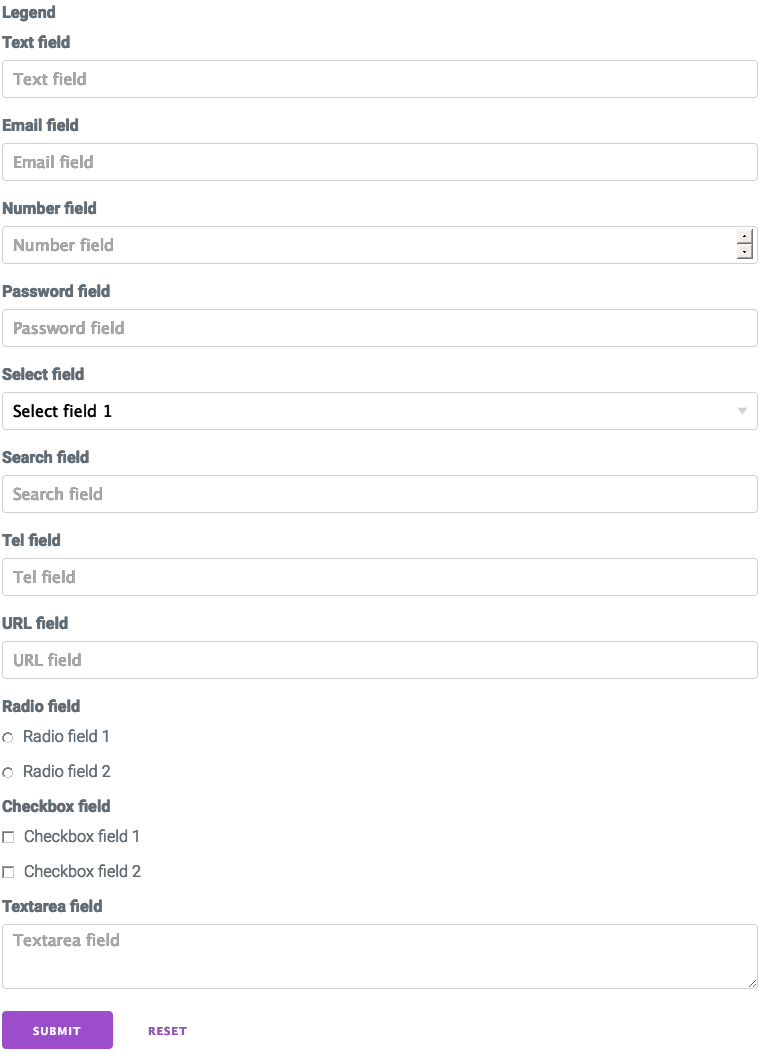 Legend
Text field
Text field
Email field
Email field
Number field
Number field
Password field
Password field
Select field
Select field 1
Search field
Search field
Tel field
Tel field
URL field
URL field
Radio field
Radio field 1
Radio field 2
Checkbox field
Checkbox field 1
Checkbox field 2
Textarea field
Textarea field
SUBMIT RESET